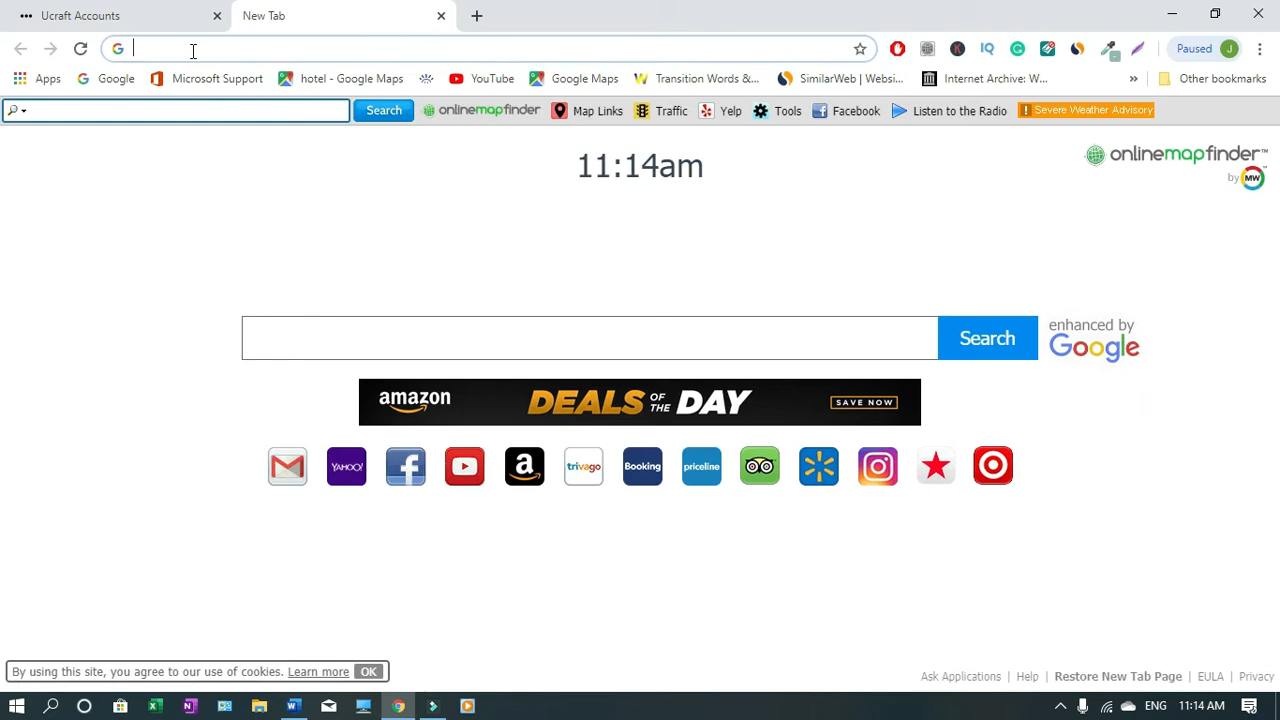 Ucraft Accounts
New Tab
Paused J
Apps Google Microsoft Support hotel - Google Maps YouTube Google Maps Transition Words &... SimilarWeb | Websi... Internet Archive: W... » Other bookmarks
Search onlinemapfinder Map Links Traffic Yelp Tools Facebook Listen to the Radio Severe Weather Advisory
11:14am
onlinemapfinder™
by MW
Search
enhanced by
Google
amazon DEALS OF THE DAY SAVE NOW
YAHOO! trivago Booking priceline
By using this site, you agree to our use of cookies. Learn more OK
Ask Applications | Help | Restore New Tab Page | EULA | Privacy
ENG 11:14 AM